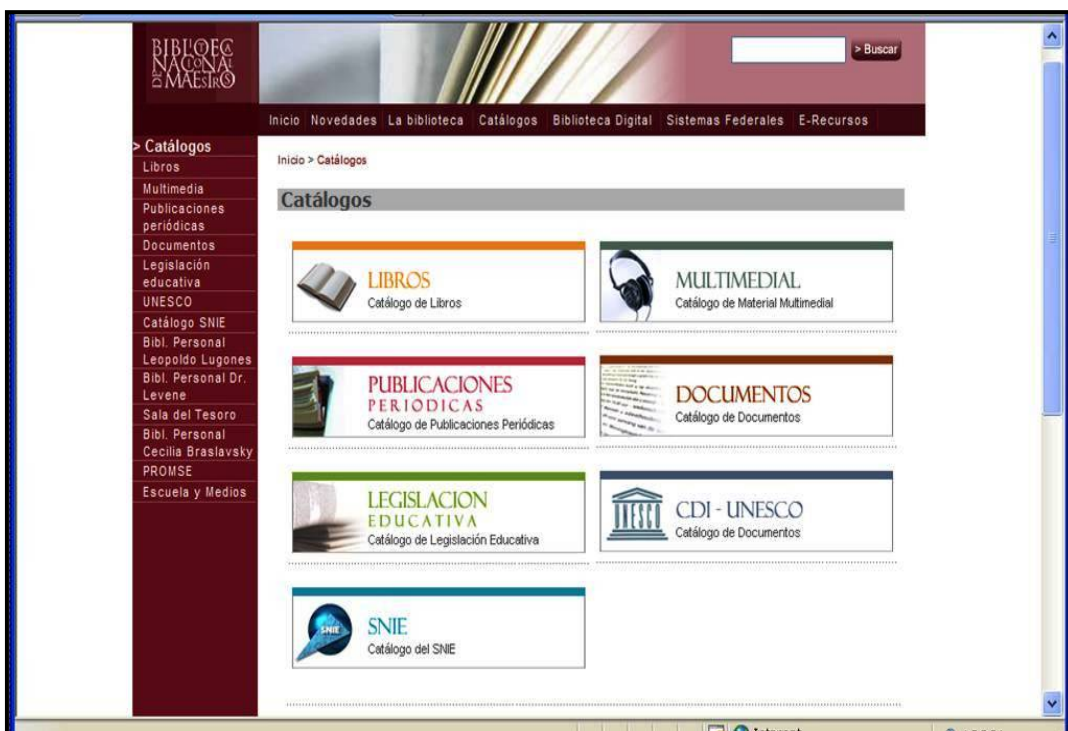 BIBLIOTECA
NACIONAL
DE MAESTROS
> Buscar
Inicio Novedades La biblioteca Catálogos Biblioteca Digital Sistemas Federales E-Recursos
> Catálogos
Libros
Multimedia
Publicaciones
periódicas
Documentos
Legislación
educativa
UNESCO
Catálogo SNIE
Bibl. Personal
Leopoldo Lugones
Bibl. Personal Dr.
Levene
Sala del Tesoro
Bibl. Personal
Cecilia Braslavsky
PROMSE
Escuela y Medios
Inicio > Catálogos
Catálogos
LIBROS
Catálogo de Libros
MULTIMEDIAL
Catálogo de Material Multimedial
PUBLICACIONES
PERIODICAS
Catálogo de Publicaciones Periódicas
DOCUMENTOS
Catálogo de Documentos
LEGISLACION
EDUCATIVA
Catálogo de Legislación Educativa
UNESCO
CDI - UNESCO
Catálogo de Documentos
SNIE
SNIE
Catálogo del SNIE